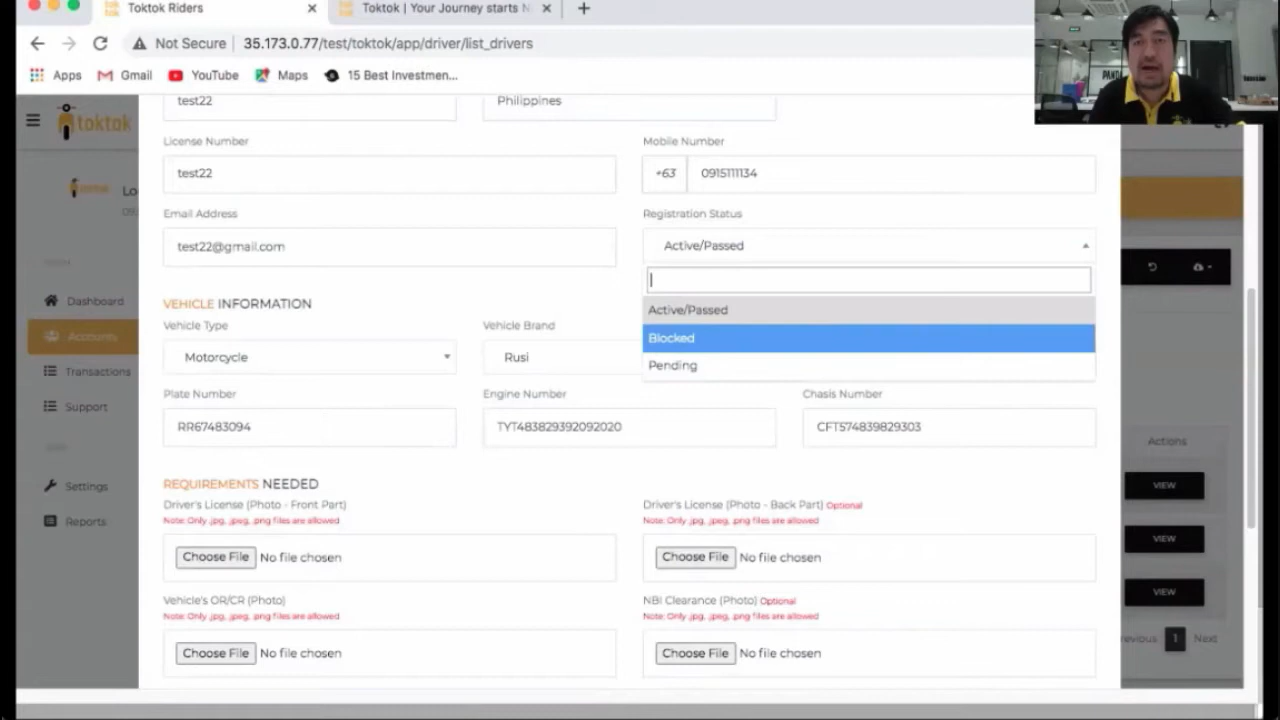 Toktok Riders
Toktok | Your Journey starts N
Not Secure
35.173.0.77/test/toktok/app/driver/list_drivers
Apps
Gmail
YouTube
Maps
15 Best Investmen...
PAND
toktok
Lo
test22
Philippines
License Number
Mobile Number
test22
+63
0915111134
Email Address
Registration Status
test22@gmail.com
Active/Passed
Active/Passed
Blocked
Pending
VEHICLE INFORMATION
Vehicle Type
Vehicle Brand
Motorcycle
Rusi
Plate Number
Engine Number
Chasis Number
RR67483094
TYT483829392092020
CFT574839829303
REQUIREMENTS NEEDED
Driver's License (Photo - Front Part)
Note: Only .jpg, .jpeg, .png files are allowed
Choose File No file chosen
Driver's License (Photo - Back Part) Optional
Note: Only .jpg, .jpeg, .png files are allowed
Choose File No file chosen
Vehicle's OR/CR (Photo)
Note: Only .jpg, .jpeg, .png files are allowed
Choose File No file chosen
NBI Clearance (Photo) Optional
Note: Only .jpg, .jpeg, .png files are allowed
Choose File No file chosen
Dashboard
Accounts
Transactions
Support
Settings
Reports
Actions
VIEW
VIEW
VIEW
revious
1
Next